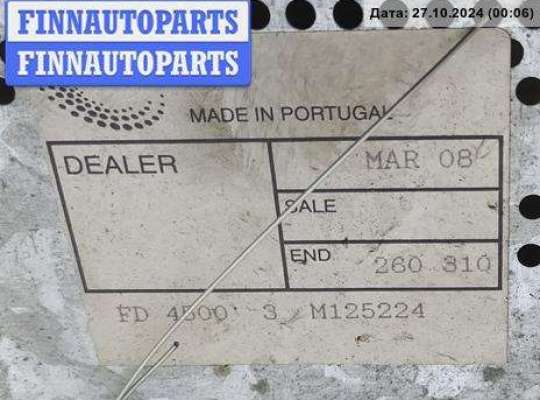 FINNAUTOPARTS
FINNAUTOPARTS
Дата: 27.10.2024 (00:06)
MADE IN PORTUGAL
DEALER
MAR 08
SALE
END
260 810
FD 4500 3 M125224